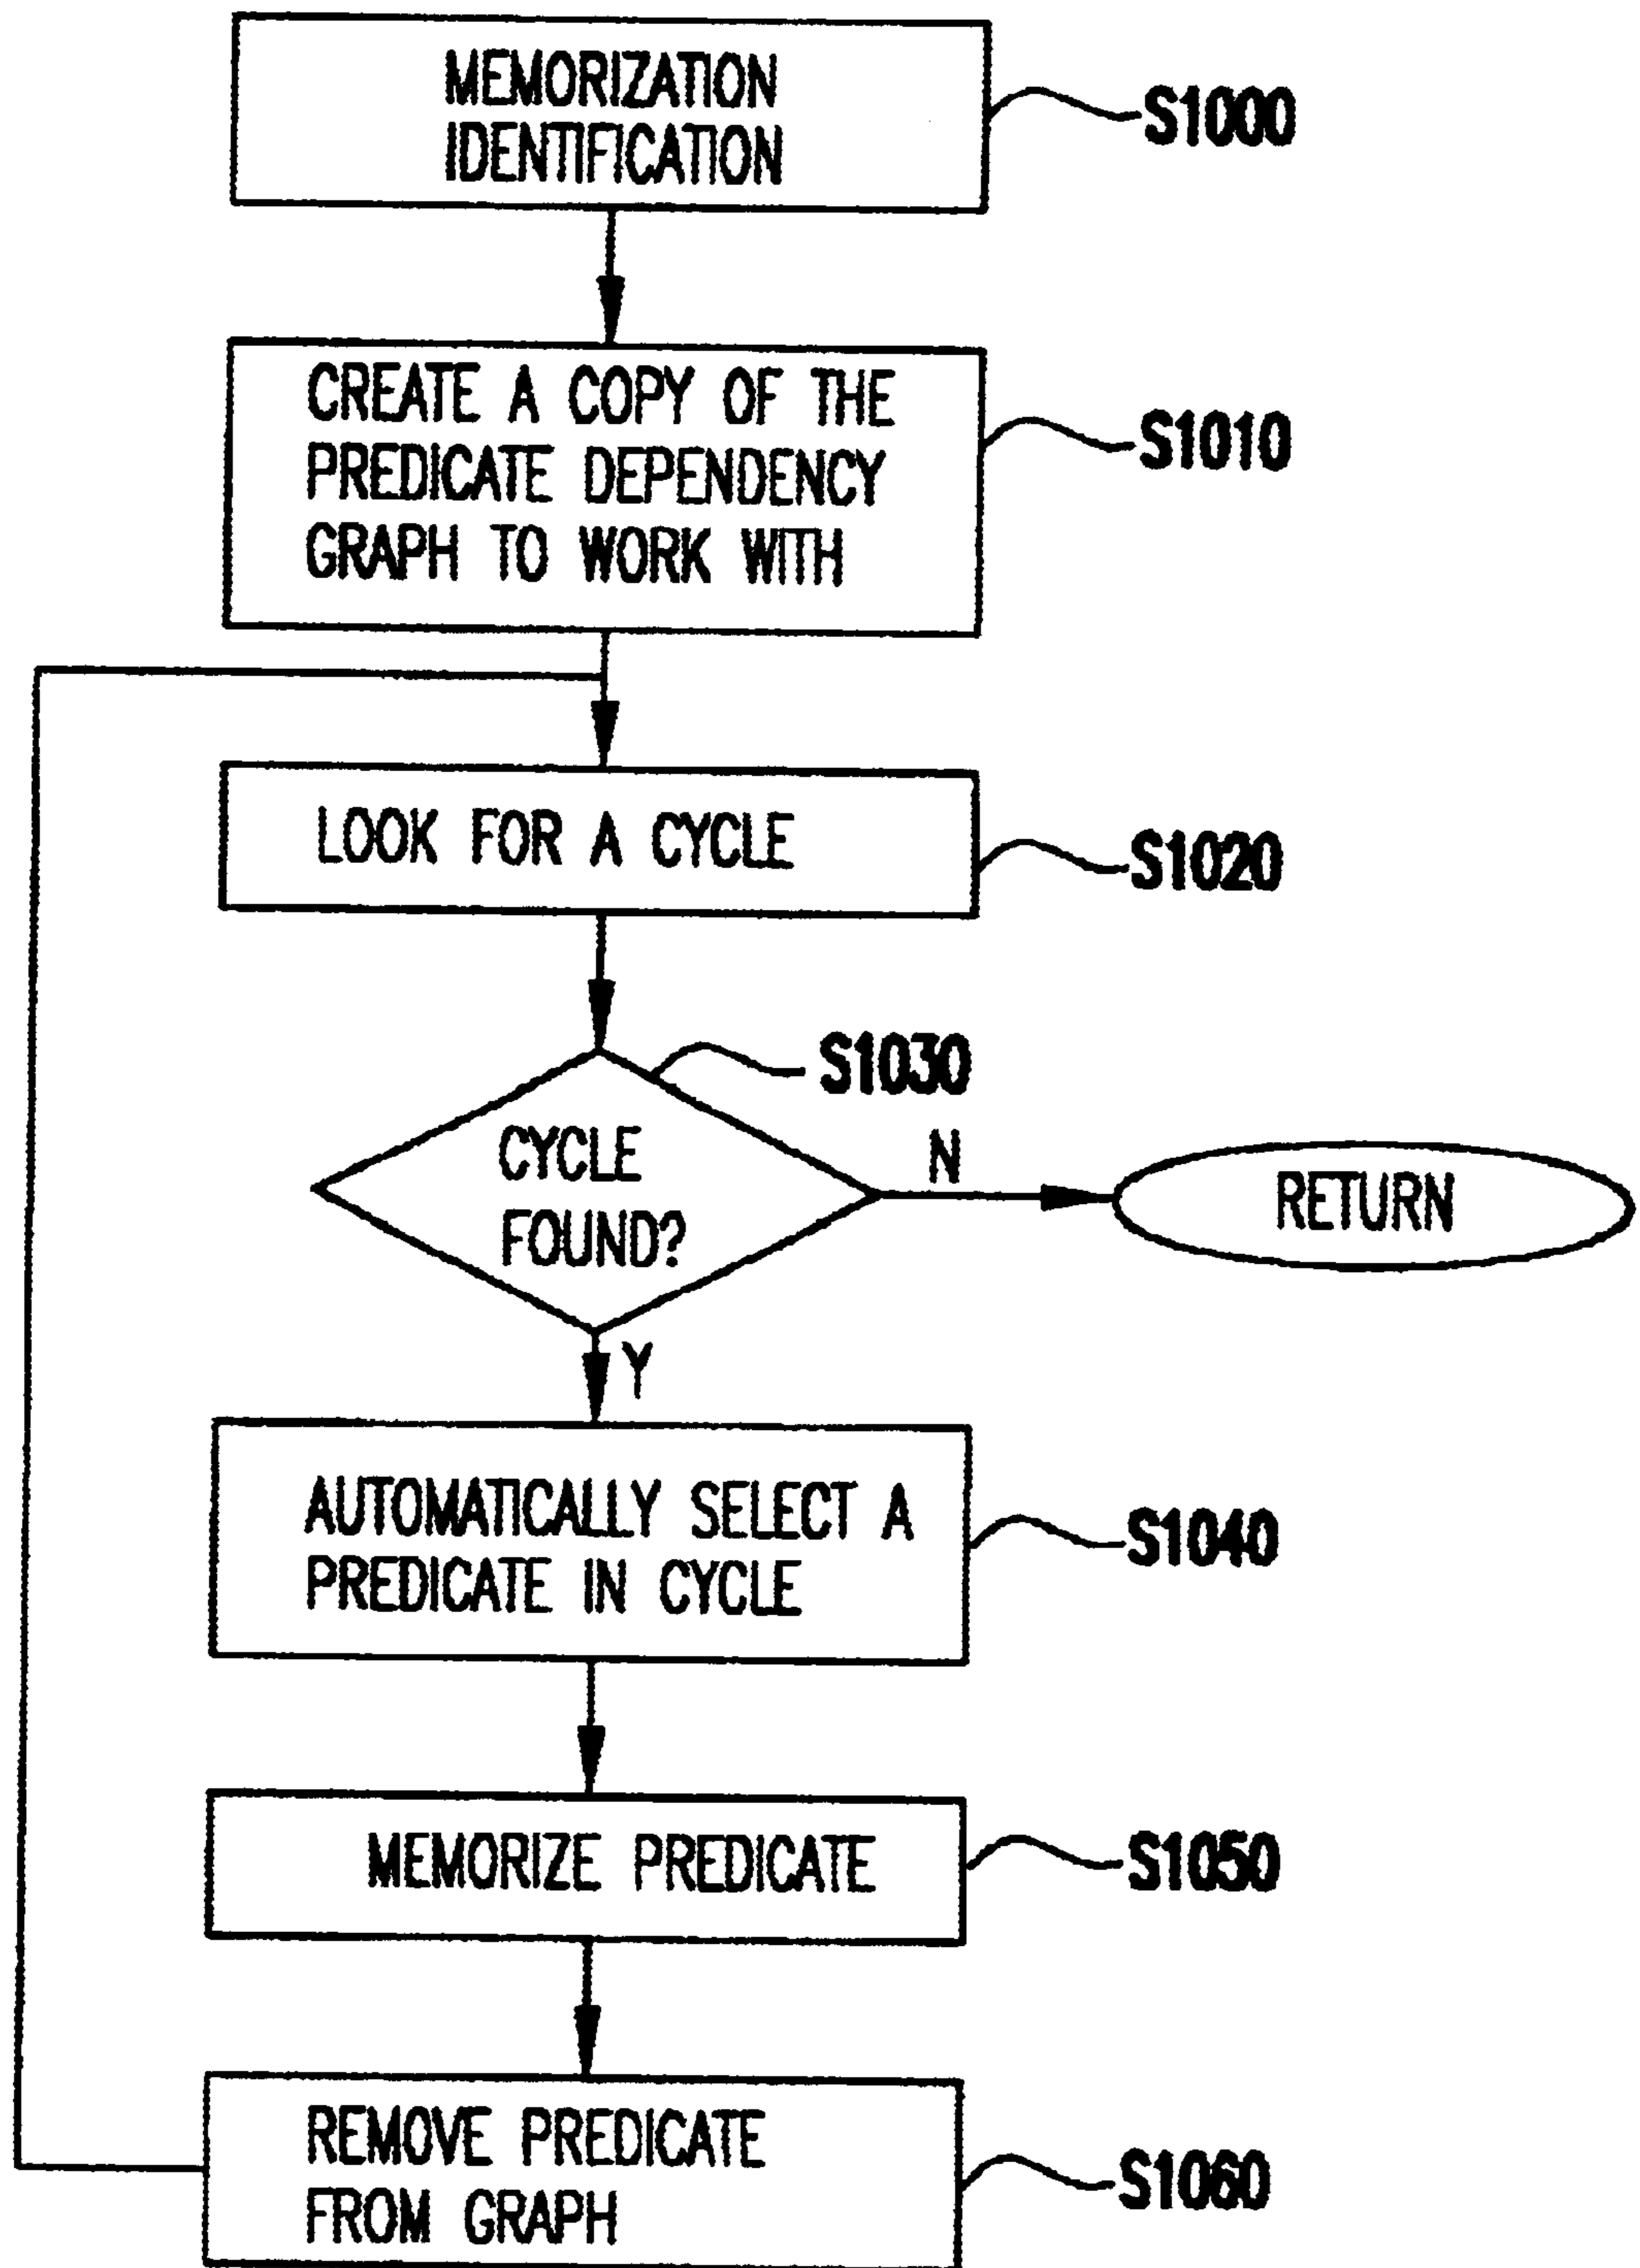 MEMORIZATION
IDENTIFICATION
S1000
CREATE A COPY OF THE
PREDICATE DEPENDENCY
GRAPH TO WORK WITH
S1010
LOOK FOR A CYCLE
S1020
S1030
CYCLE
FOUND?
N
RETURN
Y
AUTOMATICALLY SELECT A
PREDICATE IN CYCLE
S1040
MEMORIZE PREDICATE
S1050
REMOVE PREDICATE
FROM GRAPH
S1060